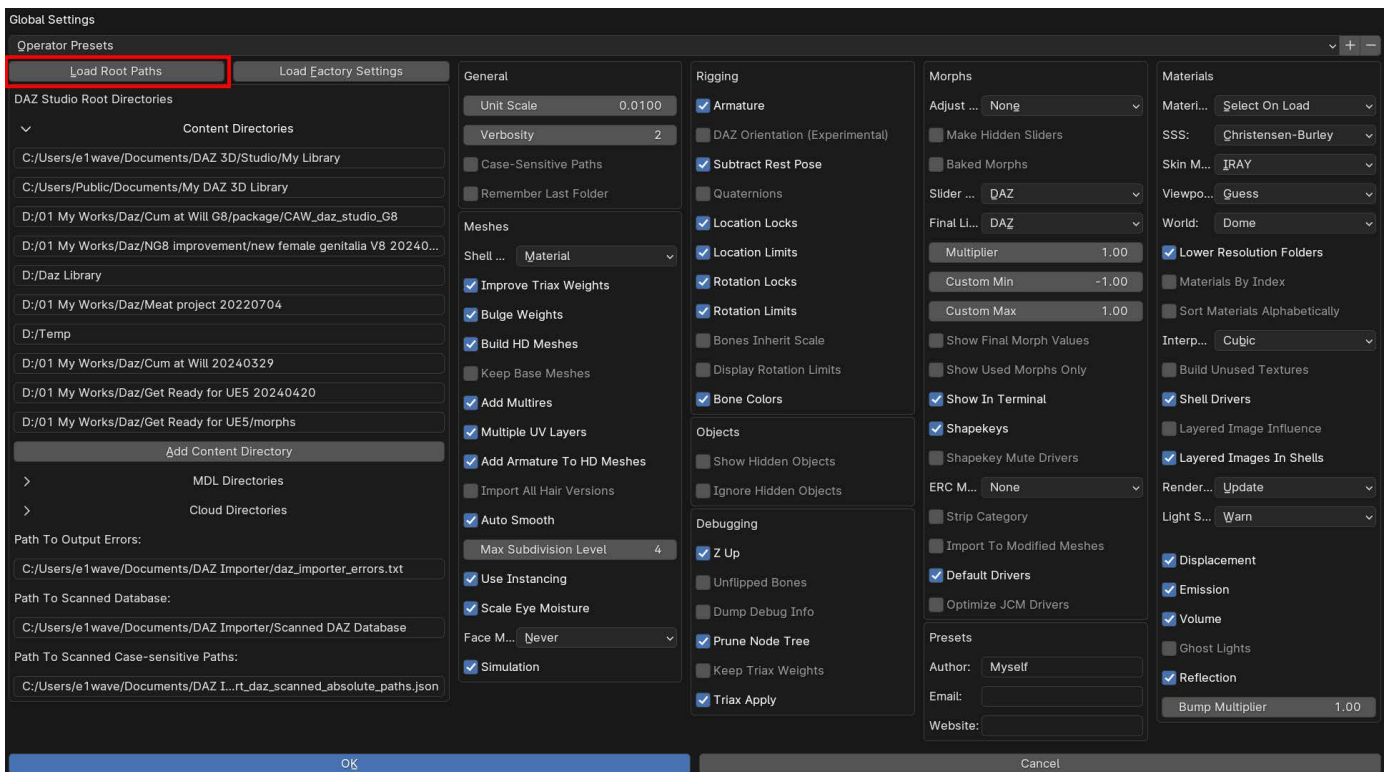 Global Settings
Operator Presets
Load Root Paths
Load Factory Settings
DAZ Studio Root Directories
Content Directories
C:/Users/e1wave/Documents/DAZ 3D/Studio/My Library
C:/Users/Public/Documents/My DAZ 3D Library
D:/01 My Works/Daz/Cum at Will G8/package/CAW_daz_studio_G8
D:/01 My Works/Daz/NG8 improvement/new female genitalia V8 20240...
D:/Daz Library
D:/01 My Works/Daz/Meat project 20220704
D:/Temp
D:/01 My Works/Daz/Cum at Will 20240329
D:/01 My Works/Daz/Get Ready for UE5 20240420
D:/01 My Works/Daz/Get Ready for UE5/morphs
Add Content Directory
MDL Directories
Cloud Directories
Path To Output Errors:
C:/Users/e1wave/Documents/DAZ Importer/daz_importer_errors.txt
Path To Scanned Database:
C:/Users/e1wave/Documents/DAZ Importer/Scanned DAZ Database
Path To Scanned Case-sensitive Paths:
C:/Users/e1wave/Documents/DAZ I...rt_daz_scanned_absolute_paths.json
General
Unit Scale 0.0100
Verbosity 2
Case-Sensitive Paths
Remember Last Folder
Meshes
Shell ... Material
Improve Triax Weights
Bulge Weights
Build HD Meshes
Keep Base Meshes
Add Multires
Multiple UV Layers
Add Armature To HD Meshes
Import All Hair Versions
Auto Smooth
Max Subdivision Level 4
Use Instancing
Scale Eye Moisture
Face M... Never
Simulation
Rigging
Armature
DAZ Orientation (Experimental)
Subtract Rest Pose
Quaternions
Location Locks
Location Limits
Rotation Locks
Rotation Limits
Bones Inherit Scale
Display Rotation Limits
Bone Colors
Objects
Show Hidden Objects
Ignore Hidden Objects
Debugging
Z Up
Unflipped Bones
Dump Debug Info
Prune Node Tree
Keep Triax Weights
Triax Apply
Morphs
Adjust ... None
Make Hidden Sliders
Baked Morphs
Slider ... DAZ
Final Li... DAZ
Multiplier 1.00
Custom Min -1.00
Custom Max 1.00
Show Final Morph Values
Show Used Morphs Only
Show In Terminal
Shapekeys
Shapekey Mute Drivers
ERC M... None
Strip Category
Import To Modified Meshes
Default Drivers
Optimize JCM Drivers
Presets
Author: Myself
Email:
Website:
Materials
Materi... Select On Load
SSS: Christensen-Burley
Skin M... IRAY
Viewpo... Guess
World: Dome
Lower Resolution Folders
Materials By Index
Sort Materials Alphabetically
Interp... Cubic
Build Unused Textures
Shell Drivers
Layered Image Influence
Layered Images In Shells
Render... Update
Light S... Warn
Displacement
Emission
Volume
Ghost Lights
Reflection
Bump Multiplier 1.00
OK
Cancel